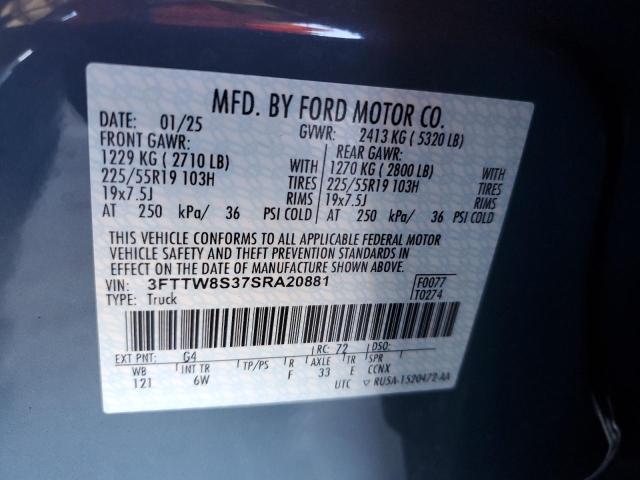 MFD. BY FORD MOTOR CO.
DATE: 01/25 GVWR: 2413 KG ( 5320 LB)
FRONT GAWR: REAR GAWR:
1229 KG ( 2710 LB) WITH 1270 KG ( 2800 LB) WITH
225/55R19 103H TIRES 225/55R19 103H TIRES
19x7.5J RIMS 19x7.5J RIMS
AT 250 kPa/ 36 PSI COLD AT 250 kPa/ 36 PSI COLD
THIS VEHICLE CONFORMS TO ALL APPLICABLE FEDERAL MOTOR
VEHICLE SAFETY AND THEFT PREVENTION STANDARDS IN
EFFECT ON THE DATE OF MANUFACTURE SHOWN ABOVE.
VIN: 3FTTW8S37SRA20881 F0077
TYPE: Truck T0274
EXT PNT: G4 RC: 72 DSO:
WB INT TR TP/PS R AXLE TR SPR
121 6W F 33 E CCNX
UTC RU5A-1520472-AA